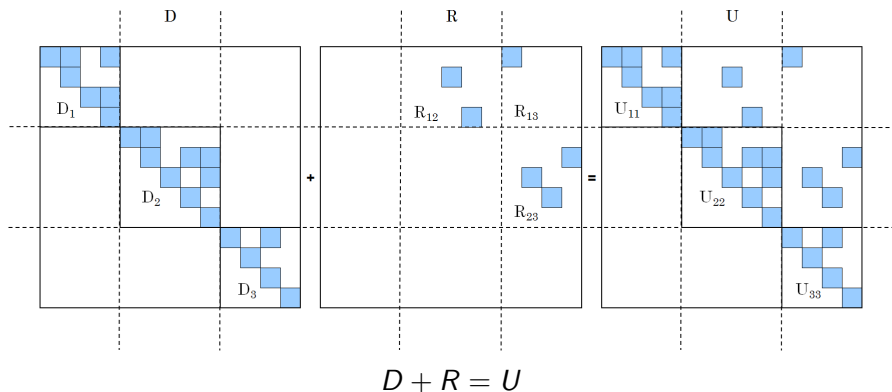 D R U
D₁ R₁₂ R₁₃ U₁₁
+ =
D₂ R₂₃ U₂₂
D₃ U₃₃
D + R = U